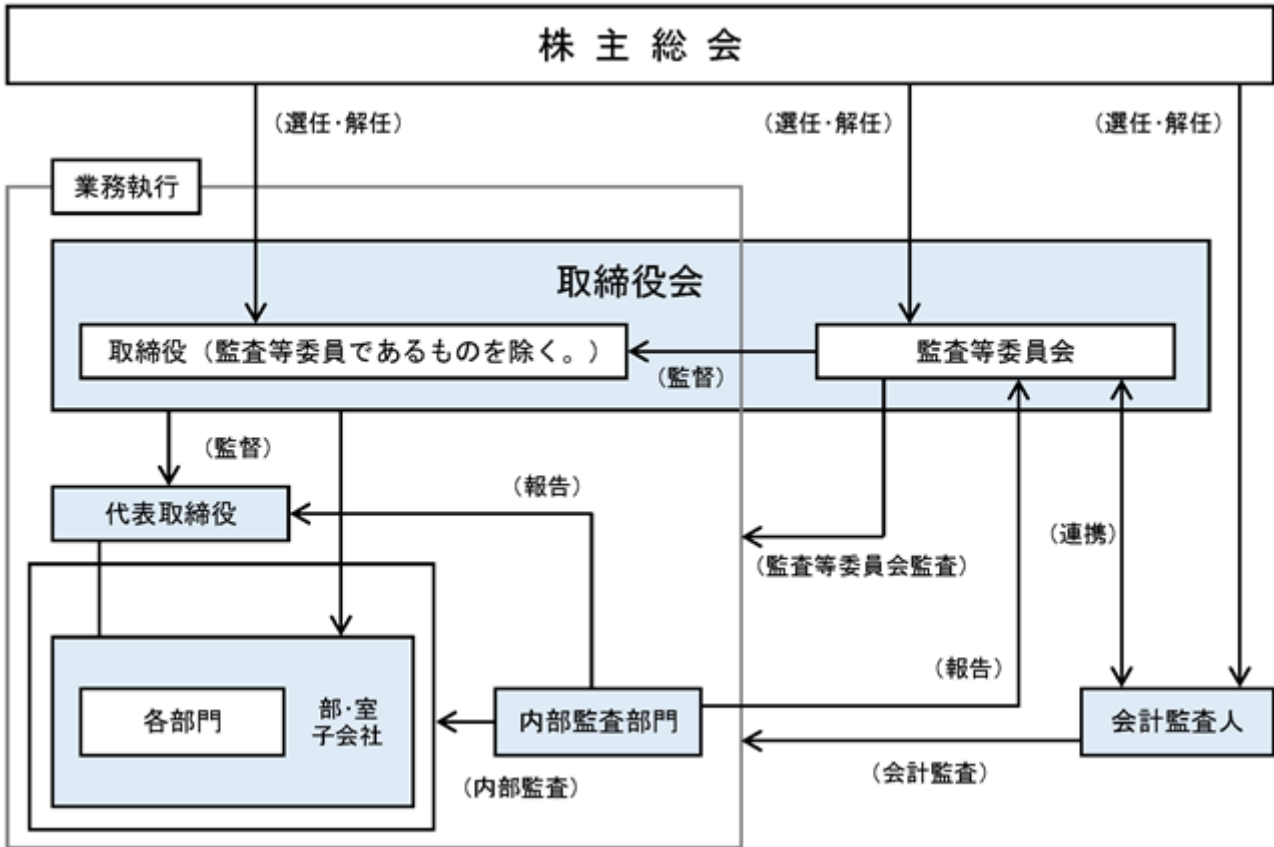 株主総会
（選任・解任）
（選任・解任）
（選任・解任）
業務執行
取締役会
取締役（監査等委員であるものを除く。）
監査等委員会
（監督）
（監督）
代表取締役
（報告）
（監査等委員会監査）
（連携）
各部門
部・室
子会社
内部監査部門
（報告）
会計監査人
（内部監査）
（会計監査）